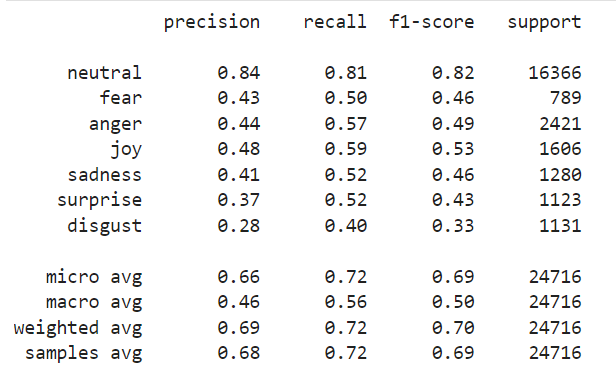 precision recall f1-score support
neutral 0.84 0.81 0.82 16366
fear 0.43 0.50 0.46 789
anger 0.44 0.57 0.49 2421
joy 0.48 0.59 0.53 1606
sadness 0.41 0.52 0.46 1280
surprise 0.37 0.52 0.43 1123
disgust 0.28 0.40 0.33 1131
micro avg 0.66 0.72 0.69 24716
macro avg 0.46 0.56 0.50 24716
weighted avg 0.69 0.72 0.70 24716
samples avg 0.68 0.72 0.69 24716